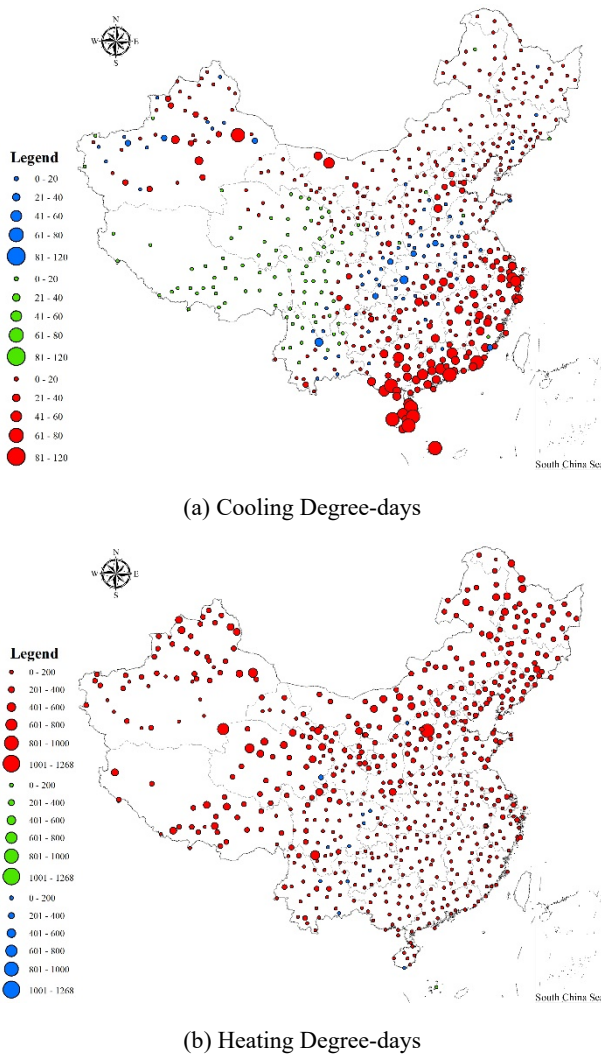 N
W E
S
Legend
0 - 20
21 - 40
41 - 60
61 - 80
81 - 120
0 - 20
21 - 40
41 - 60
61 - 80
81 - 120
0 - 20
21 - 40
41 - 60
61 - 80
81 - 120
South China Sea
(a) Cooling Degree-days
N
W E
S
Legend
0 - 200
201 - 400
401 - 600
601 - 800
801 - 1000
1001 - 1268
0 - 200
201 - 400
401 - 600
601 - 800
801 - 1000
1001 - 1268
0 - 200
201 - 400
401 - 600
601 - 800
801 - 1000
1001 - 1268
South China Sea
(b) Heating Degree-days